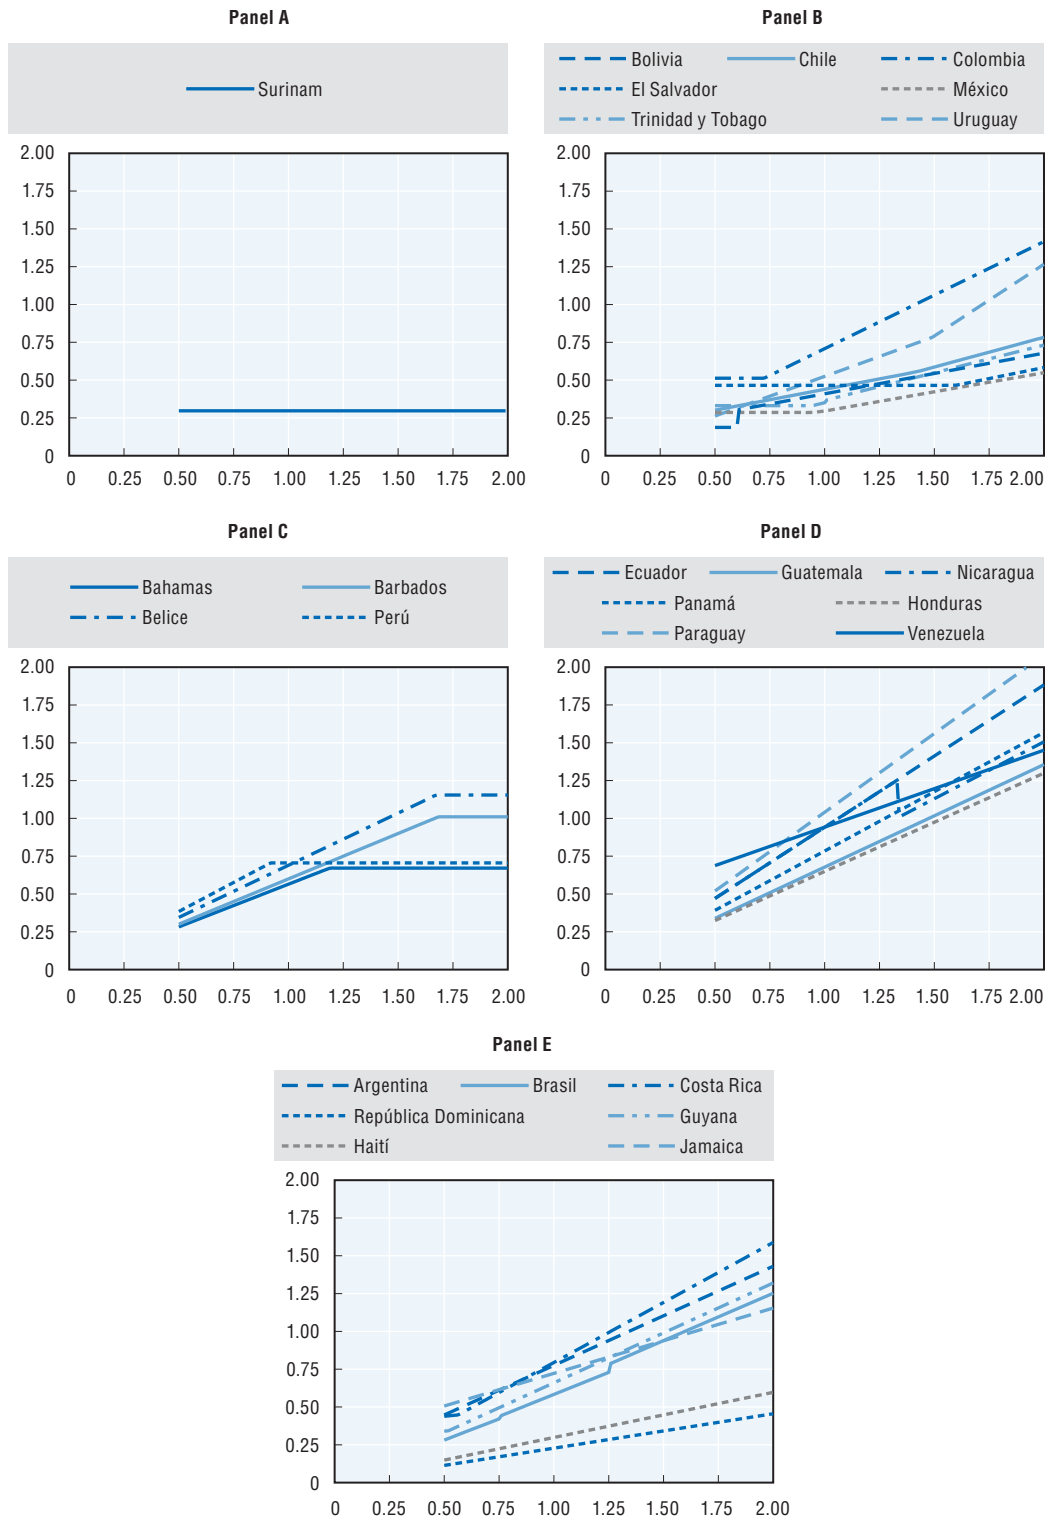 Panel A
Surinam
2.00
1.75
1.50
1.25
1.00
0.75
0.50
0.25
0
0 0.25 0.50 0.75 1.00 1.25 1.50 1.75 2.00
Panel B
Bolivia Chile Colombia
El Salvador México
Trinidad y Tobago Uruguay
2.00
1.75
1.50
1.25
1.00
0.75
0.50
0.25
0
0 0.25 0.50 0.75 1.00 1.25 1.50 1.75 2.00
Panel C
Bahamas Barbados
Belice Perú
2.00
1.75
1.50
1.25
1.00
0.75
0.50
0.25
0
0 0.25 0.50 0.75 1.00 1.25 1.50 1.75 2.00
Panel D
Ecuador Guatemala Nicaragua
Panamá Honduras
Paraguay Venezuela
2.00
1.75
1.50
1.25
1.00
0.75
0.50
0.25
0
0 0.25 0.50 0.75 1.00 1.25 1.50 1.75 2.00
Panel E
Argentina Brasil Costa Rica
República Dominicana Guyana
Haití Jamaica
2.00
1.75
1.50
1.25
1.00
0.75
0.50
0.25
0
0 0.25 0.50 0.75 1.00 1.25 1.50 1.75 2.00